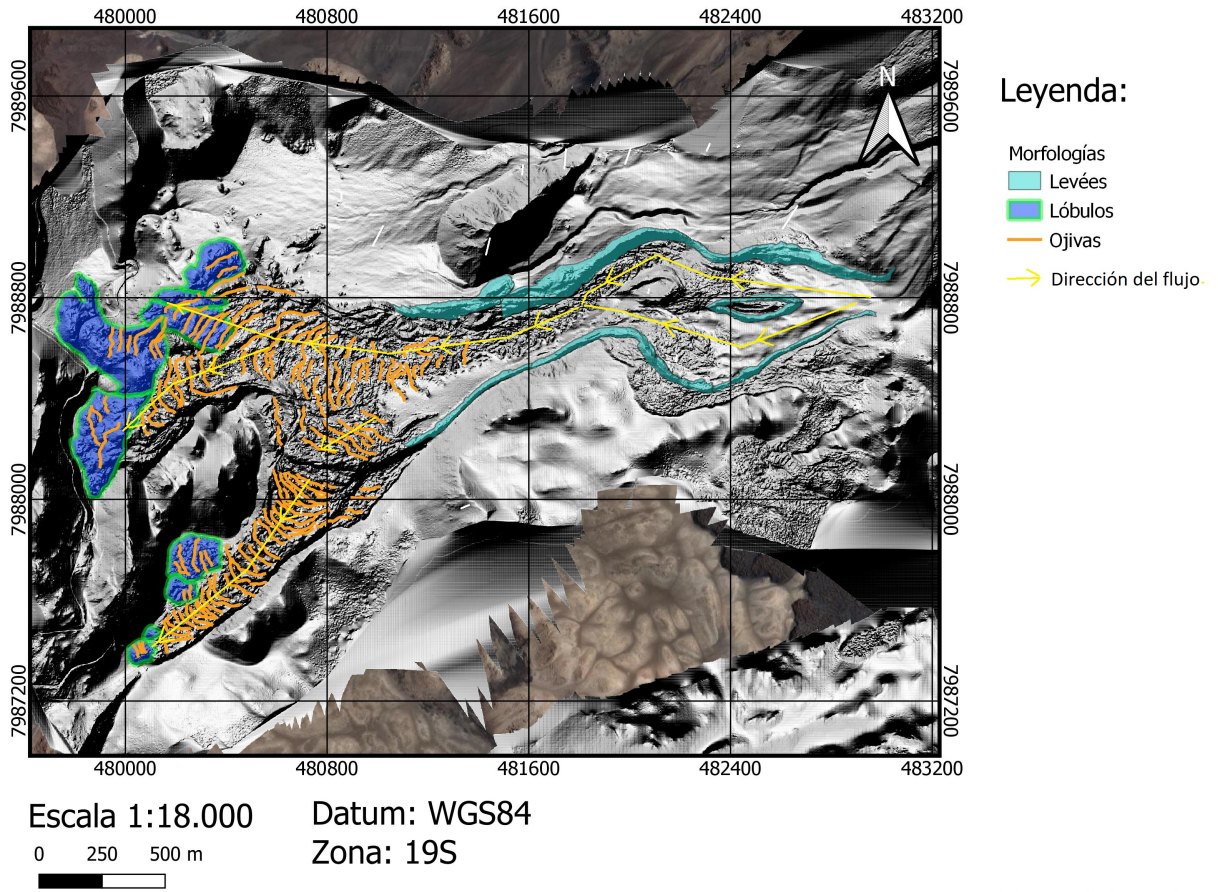 480000 480800 481600 482400 483200
7989600 7989600
N
Leyenda:
Morfologías
Levées
Lóbulos
Ojivas
Dirección del flujo
7988800 7988800
7988000 7988000
7987200 7987200
480000 480800 481600 482400 483200
Escala 1:18.000
0 250 500 m
Datum: WGS84
Zona: 19S